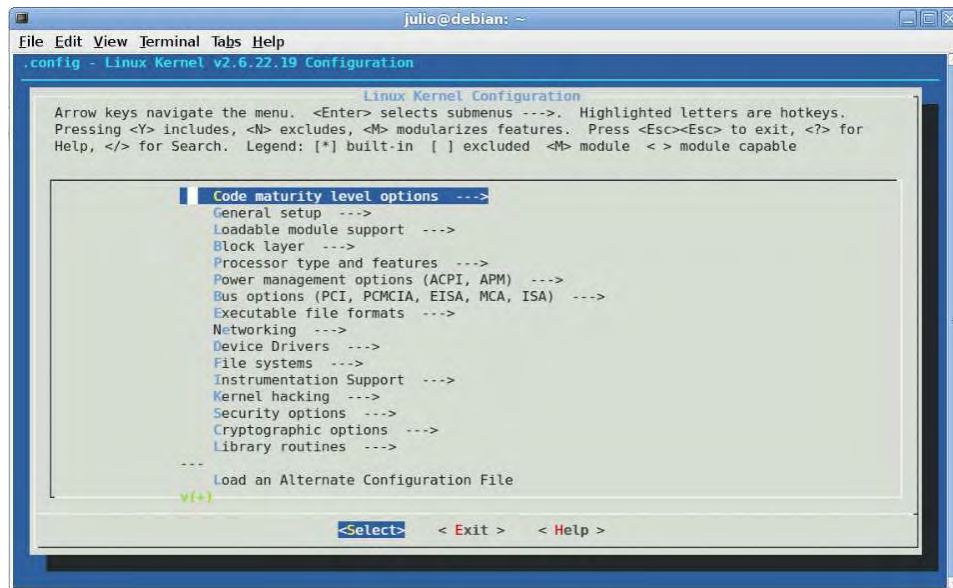 julio@debian: ~
File Edit View Terminal Tabs Help
.config - Linux Kernel v2.6.22.19 Configuration
Linux Kernel Configuration
Arrow keys navigate the menu. <Enter> selects submenus --->. Highlighted letters are hotkeys.
Pressing <Y> includes, <N> excludes, <M> modularizes features. Press <Esc><Esc> to exit, <?> for
Help, </> for Search. Legend: [*] built-in [ ] excluded <M> module < > module capable
Code maturity level options --->
General setup --->
Loadable module support --->
Block layer --->
Processor type and features --->
Power management options (ACPI, APM) --->
Bus options (PCI, PCMCIA, EISA, MCA, ISA) --->
Executable file formats --->
Networking --->
Device Drivers --->
File systems --->
Instrumentation Support --->
Kernel hacking --->
Security options --->
Cryptographic options --->
Library routines --->
---
Load an Alternate Configuration File
v(+)
<Select> < Exit > < Help >